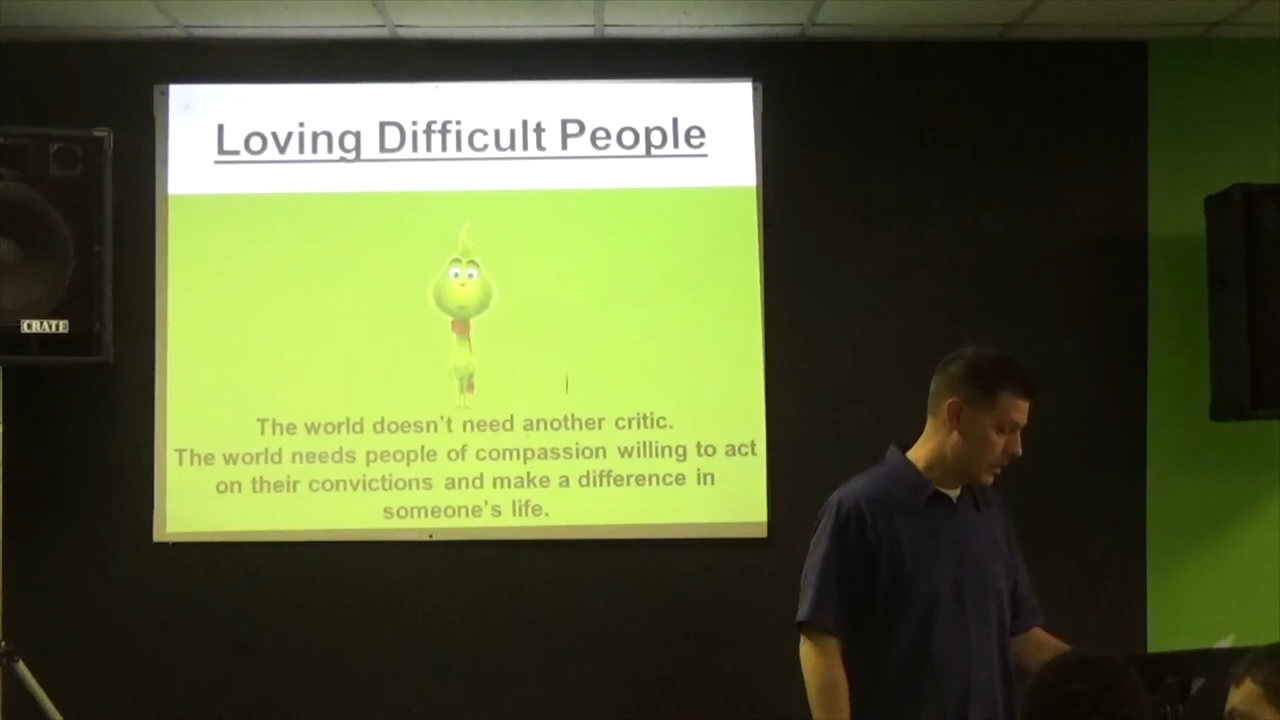 Loving Difficult People
CRATE
The world doesn't need another critic.
The world needs people of compassion willing to act
on their convictions and make a difference in
someone's life.